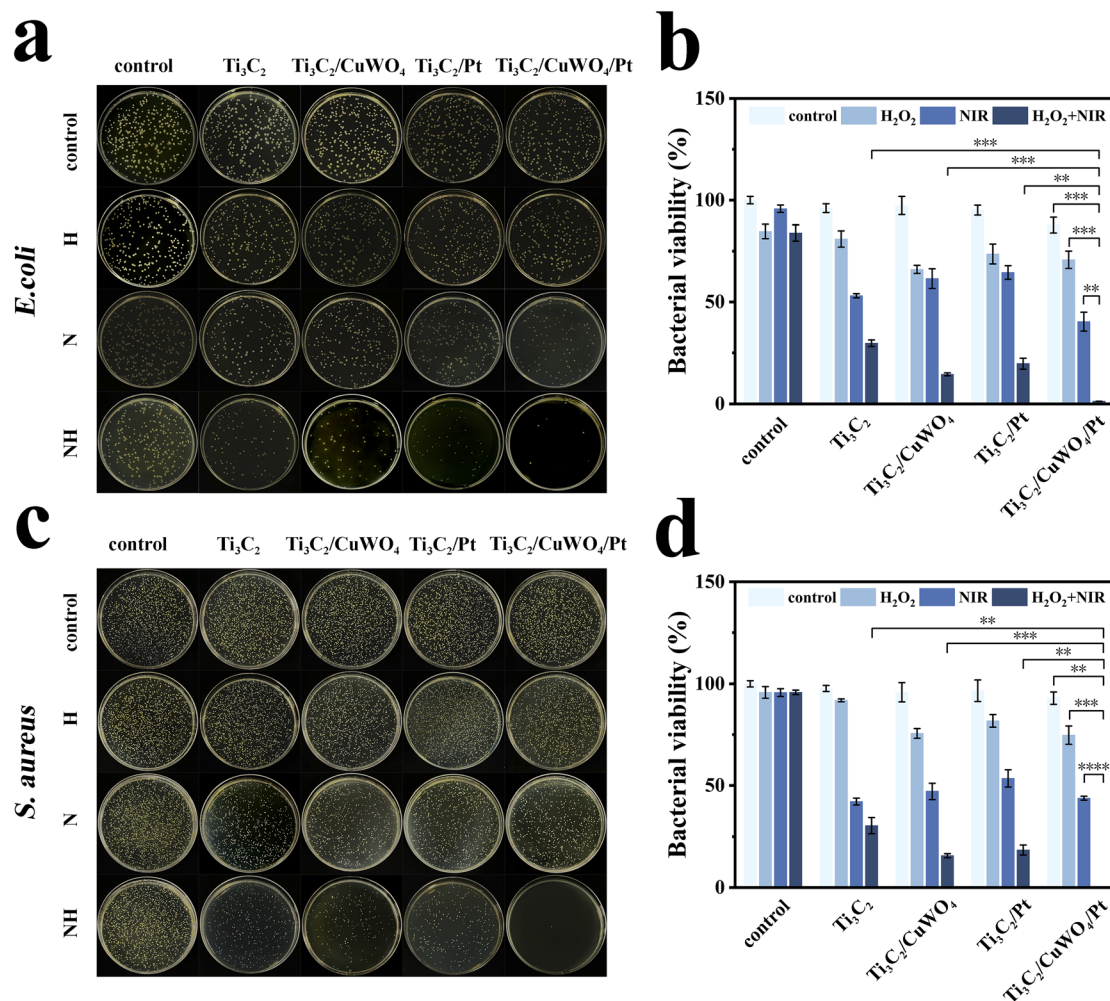 a
control Ti₃C₂ Ti₃C₂/CuWO₄ Ti₃C₂/Pt Ti₃C₂/CuWO₄/Pt
E.coli
control
H
N
NH
b
Bacterial viability (%)
150
100
50
0
control H₂O₂ NIR H₂O₂+NIR
***
***
**
***
***
**
control Ti₃C₂ Ti₃C₂/CuWO₄ Ti₃C₂/Pt Ti₃C₂/CuWO₄/Pt
c
control Ti₃C₂ Ti₃C₂/CuWO₄ Ti₃C₂/Pt Ti₃C₂/CuWO₄/Pt
S. aureus
control
H
N
NH
d
Bacterial viability (%)
150
100
50
0
control H₂O₂ NIR H₂O₂+NIR
**
***
**
**
***
****
control Ti₃C₂ Ti₃C₂/CuWO₄ Ti₃C₂/Pt Ti₃C₂/CuWO₄/Pt